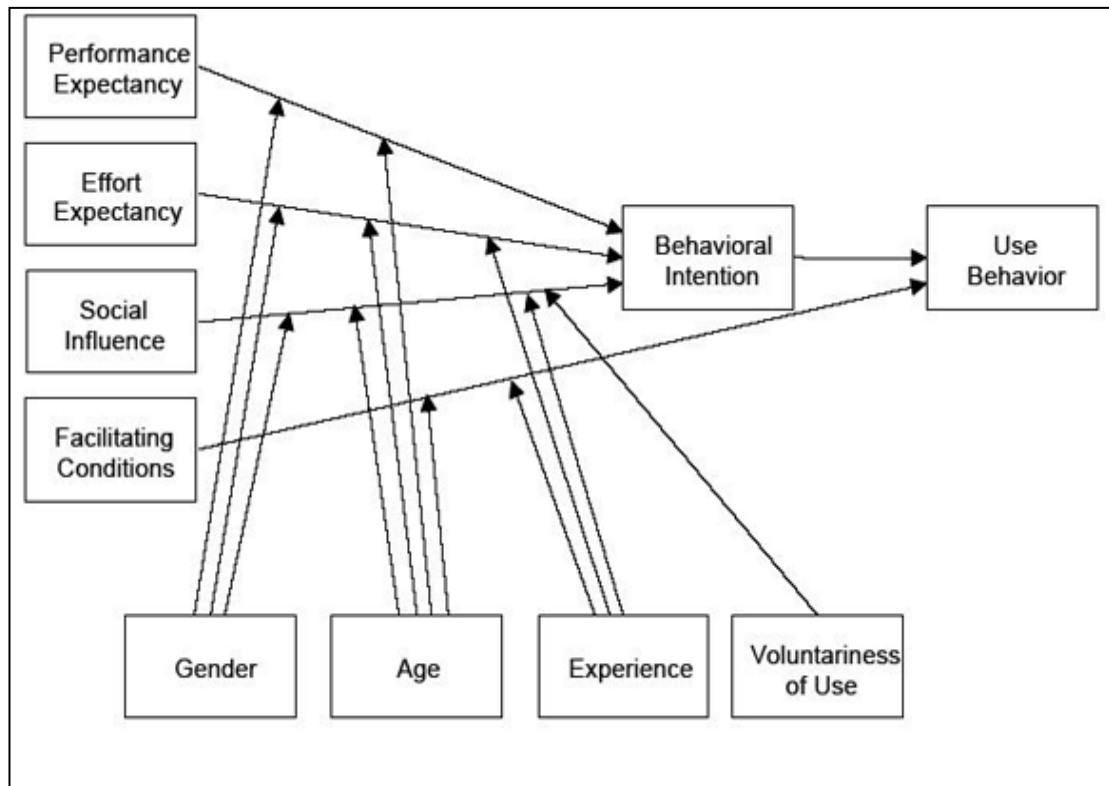 Performance
Expectancy
Effort
Expectancy
Social
Influence
Facilitating
Conditions
Behavioral
Intention
Use
Behavior
Gender
Age
Experience
Voluntariness
of Use